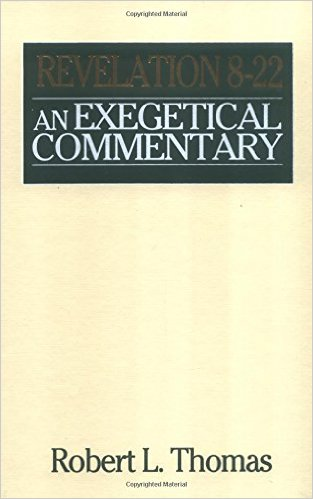 Copyrighted Material
REVELATION 8-22
AN EXEGETICAL
COMMENTARY
Robert L. Thomas
Copyrighted Material